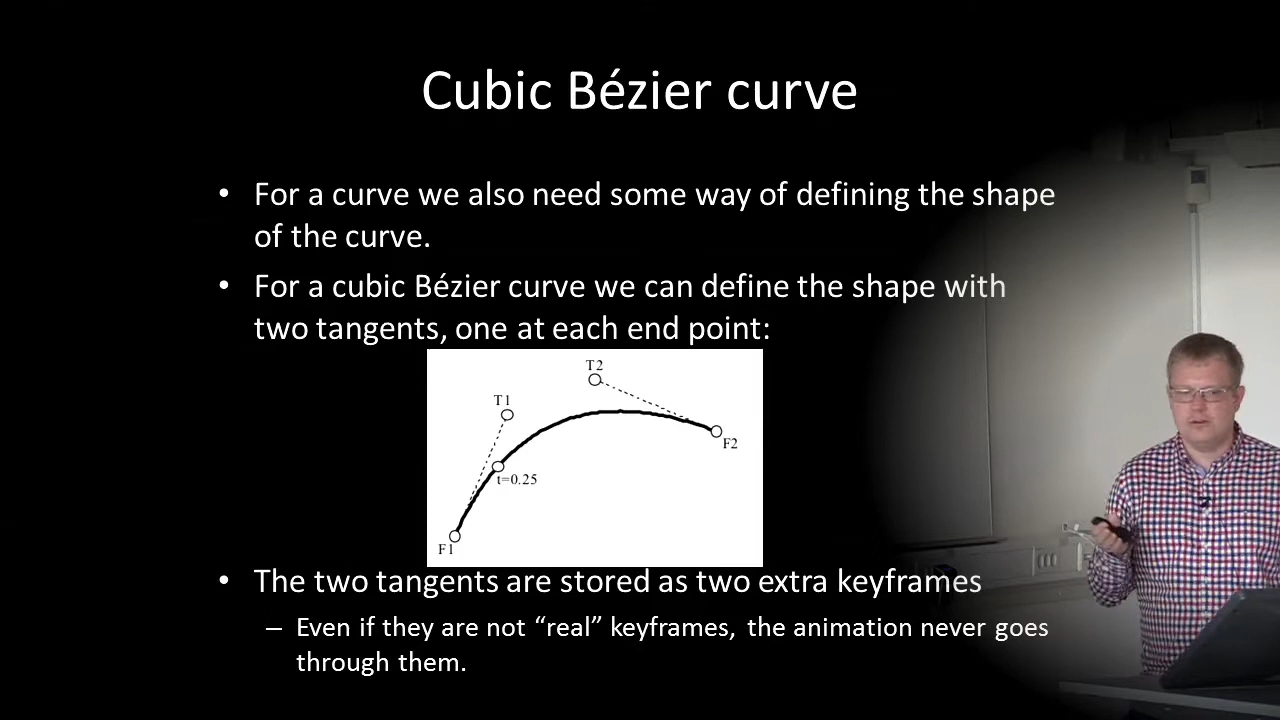 Cubic Bézier curve
• For a curve we also need some way of defining the shape
of the curve.
• For a cubic Bézier curve we can define the shape with
two tangents, one at each end point:
T2
T1
F2
t=0.25
F1
• The two tangents are stored as two extra keyframes
– Even if they are not “real” keyframes, the animation never goes
through them.